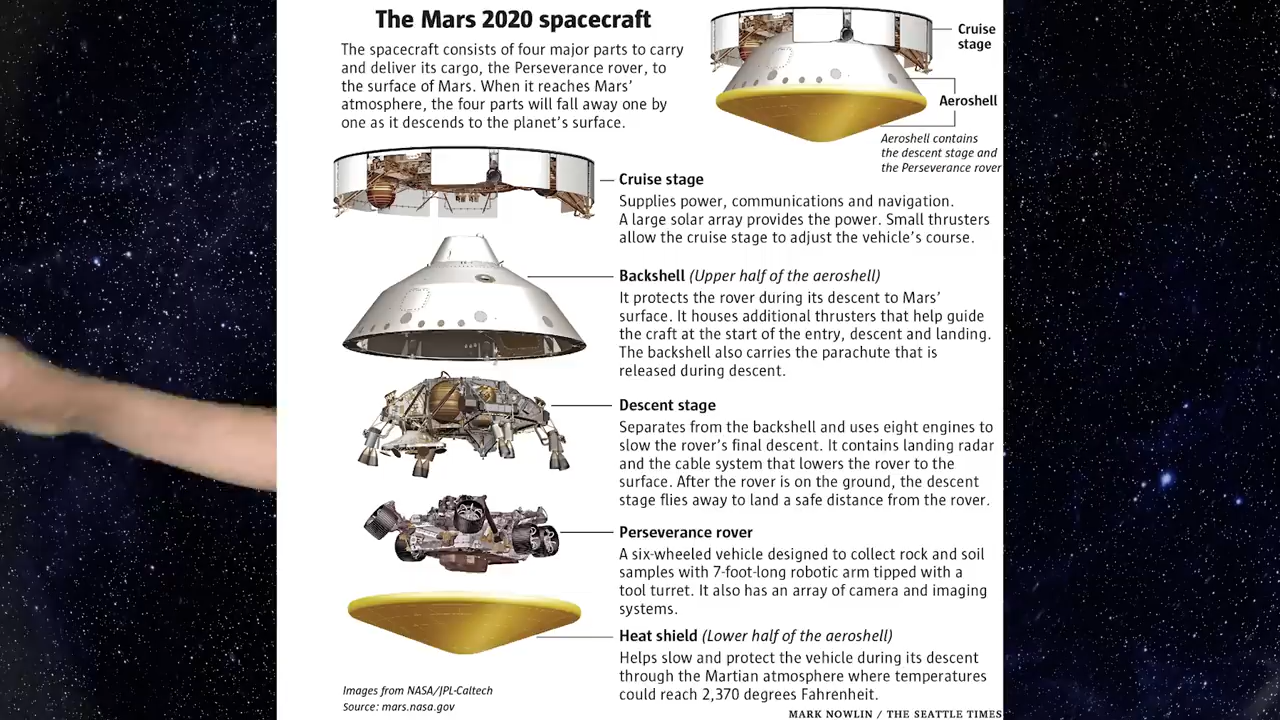 The Mars 2020 spacecraft
The spacecraft consists of four major parts to carry
and deliver its cargo, the Perseverance rover, to
the surface of Mars. When it reaches Mars’
atmosphere, the four parts will fall away one by
one as it descends to the planet’s surface.
Cruise
stage
Aeroshell
Aeroshell contains
the descent stage and
the Perseverance rover
Cruise stage
Supplies power, communications and navigation.
A large solar array provides the power. Small thrusters
allow the cruise stage to adjust the vehicle’s course.
Backshell (Upper half of the aeroshell)
It protects the rover during its descent to Mars’
surface. It houses additional thrusters that help guide
the craft at the start of the entry, descent and landing.
The backshell also carries the parachute that is
released during descent.
Descent stage
Separates from the backshell and uses eight engines to
slow the rover’s final descent. It contains landing radar
and the cable system that lowers the rover to the
surface. After the rover is on the ground, the descent
stage flies away to land a safe distance from the rover.
Perseverance rover
A six-wheeled vehicle designed to collect rock and soil
samples with 7-foot-long robotic arm tipped with a
tool turret. It also has an array of camera and imaging
systems.
Heat shield (Lower half of the aeroshell)
Helps slow and protect the vehicle during its descent
through the Martian atmosphere where temperatures
could reach 2,370 degrees Fahrenheit.
Images from NASA/JPL-Caltech
Source: mars.nasa.gov
MARK NOWLIN / THE SEATTLE TIMES